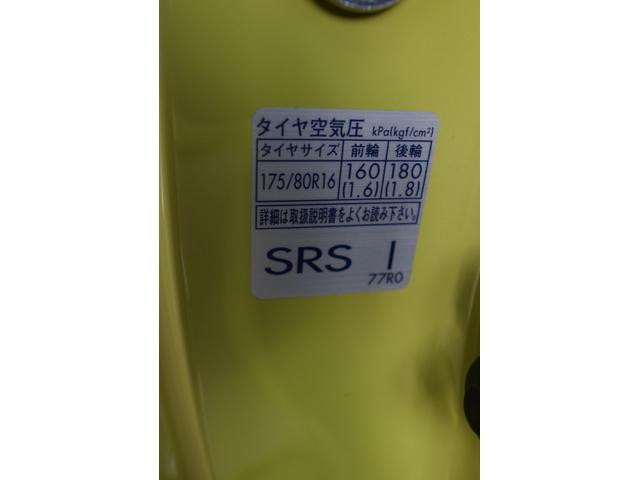 タイヤ空気圧 kPa(kgf/cm²)
タイヤサイズ 前輪 後輪
175/80R16 160 180
(1.6) (1.8)
詳細は取扱説明書をよくお読み下さい。
SRS I
77R0